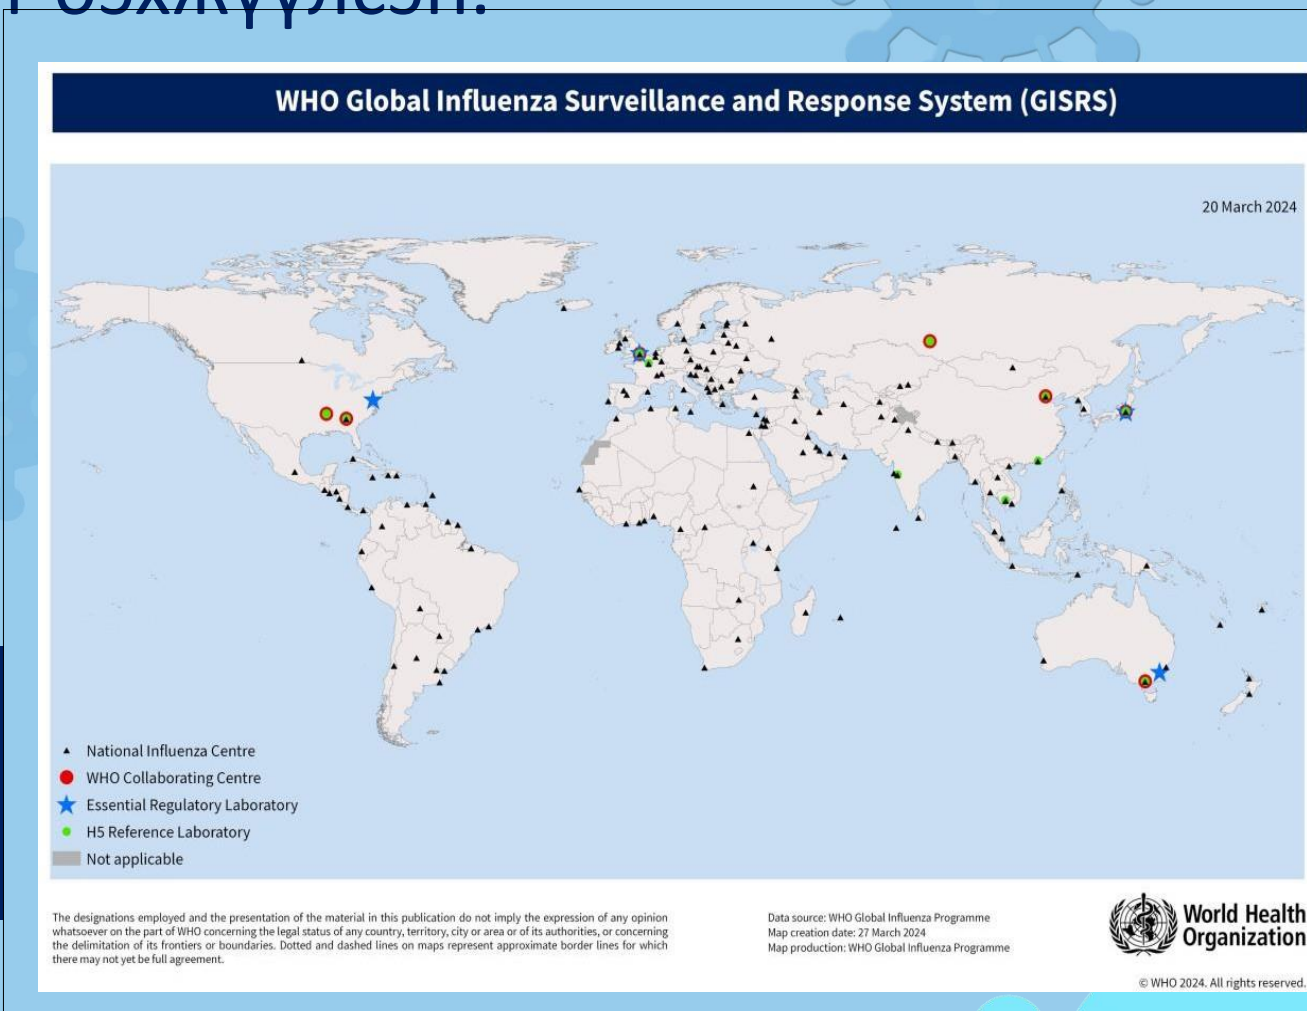 WHO Global Influenza Surveillance and Response System (GISRS)
20 March 2024
National Influenza Centre
WHO Collaborating Centre
Essential Regulatory Laboratory
H5 Reference Laboratory
Not applicable
The designations employed and the presentation of the material in this publication do not imply the expression of any opinion
whatsoever on the part of WHO concerning the legal status of any country, territory, city or area or of its authorities, or concerning
the delimitation of its frontiers or boundaries. Dotted and dashed lines on maps represent approximate border lines for which
there may not yet be full agreement.
Data source: WHO Global Influenza Programme
Map creation date: 27 March 2024
Map production: WHO Global Influenza Programme
World Health
Organization
© WHO 2024. All rights reserved.